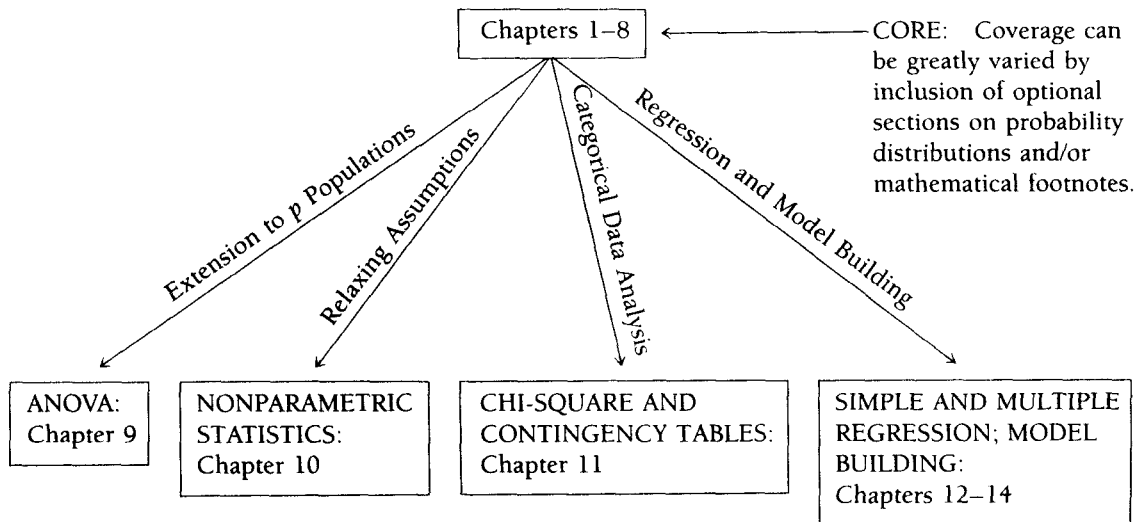 Chapters 1–8
CORE: Coverage can
be greatly varied by
inclusion of optional
sections on probability
distributions and/or
mathematical footnotes.
Extension to p Populations
Relaxing Assumptions
Categorical Data Analysis
Regression and Model Building
ANOVA:
Chapter 9
NONPARAMETRIC
STATISTICS:
Chapter 10
CHI-SQUARE AND
CONTINGENCY TABLES:
Chapter 11
SIMPLE AND MULTIPLE
REGRESSION; MODEL
BUILDING:
Chapters 12–14